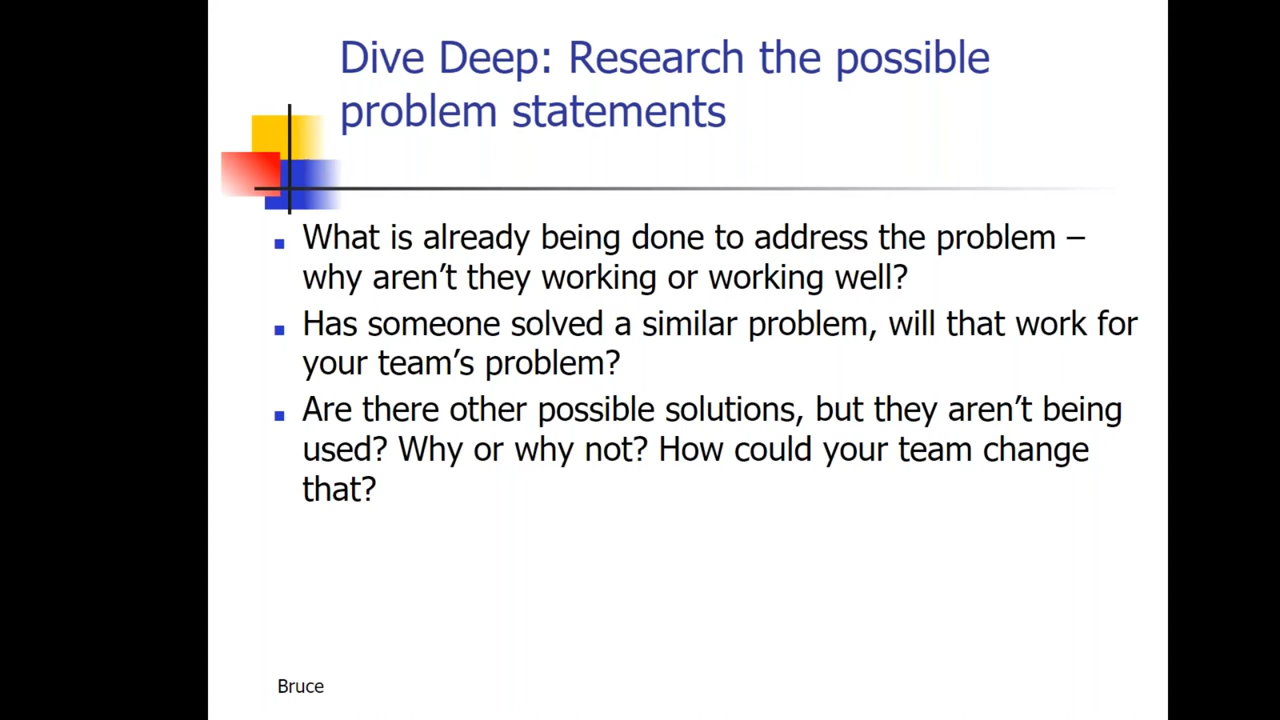 Dive Deep: Research the possible
problem statements
What is already being done to address the problem –
why aren’t they working or working well?
Has someone solved a similar problem, will that work for
your team’s problem?
Are there other possible solutions, but they aren’t being
used? Why or why not? How could your team change
that?
Bruce